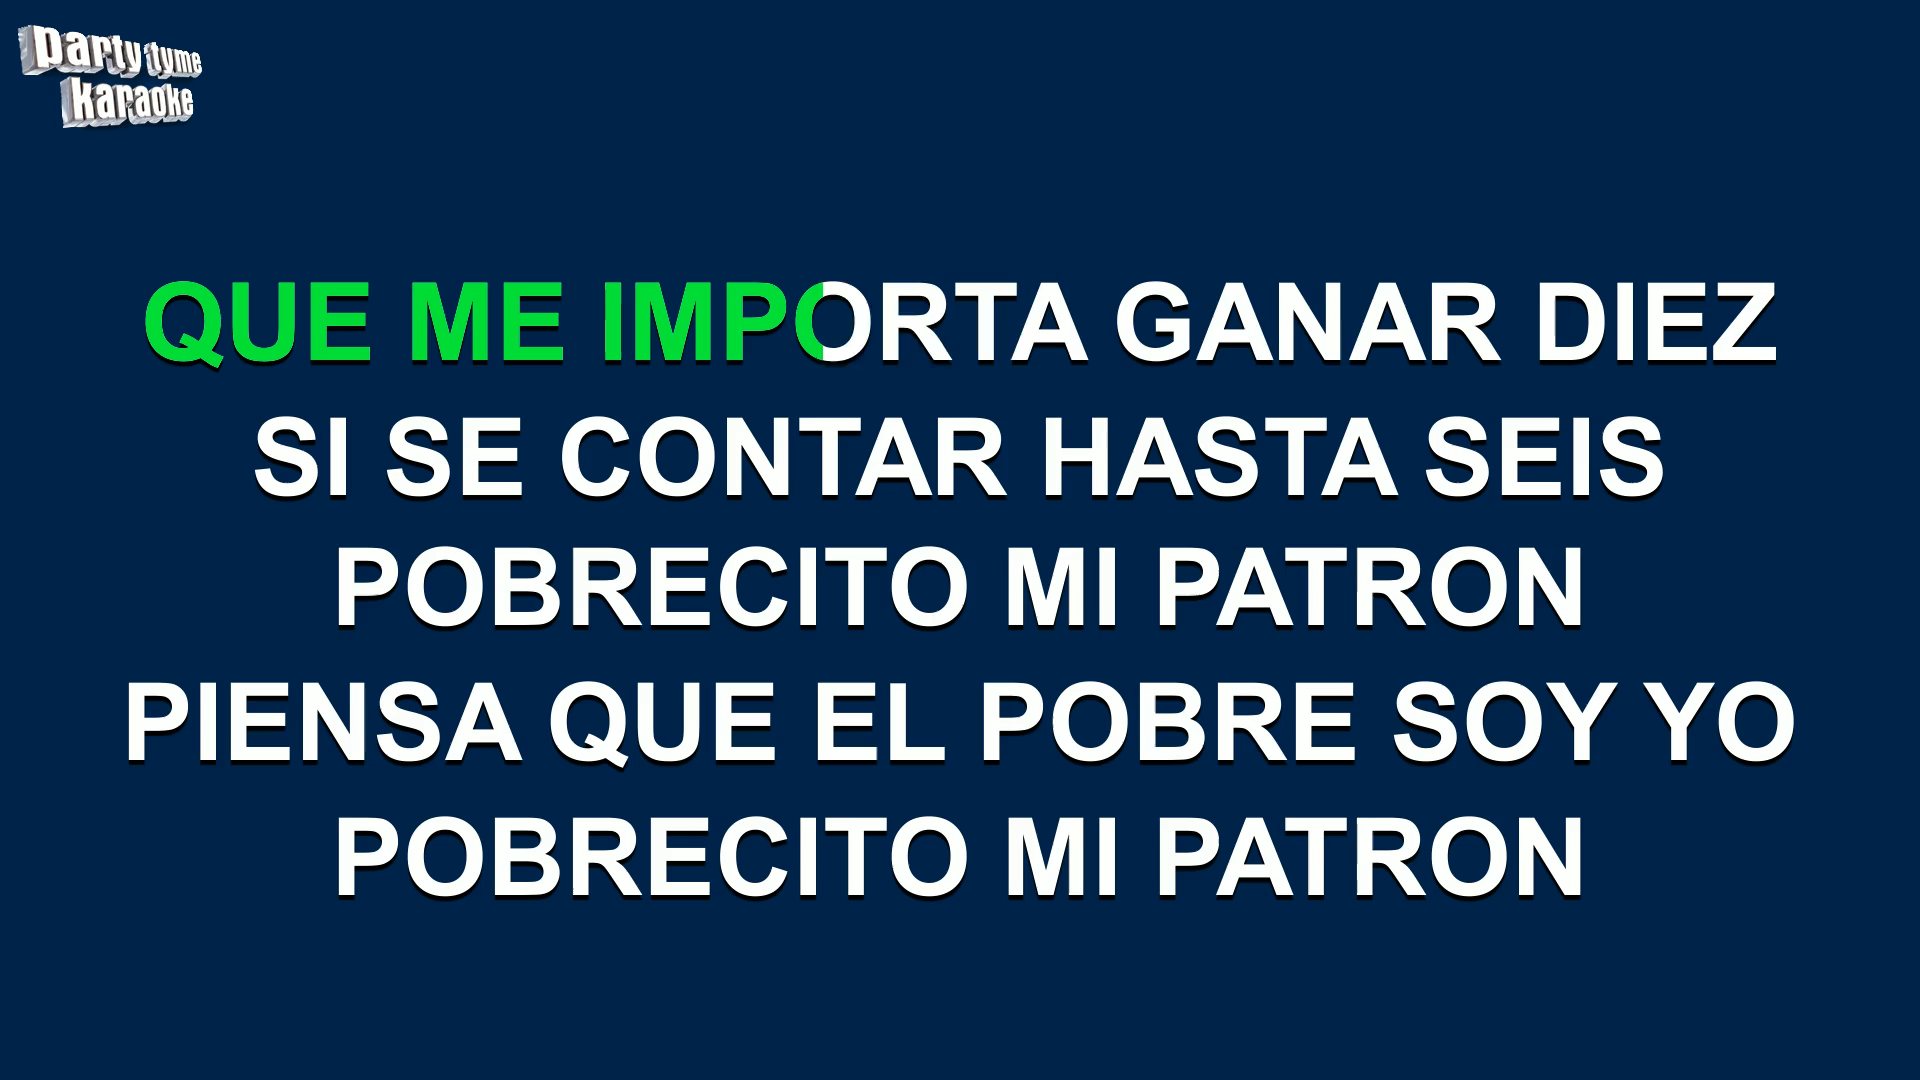 party tyme
karaoke
QUE ME IMPORTA GANAR DIEZ
SI SE CONTAR HASTA SEIS
POBRECITO MI PATRON
PIENSA QUE EL POBRE SOY YO
POBRECITO MI PATRON